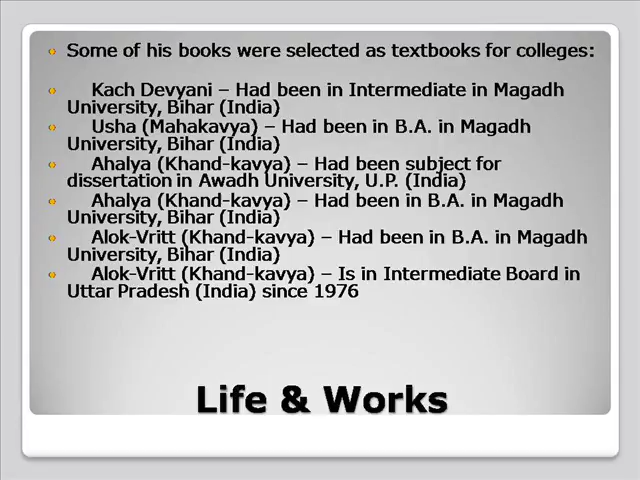 Some of his books were selected as textbooks for colleges:
Kach Devyani – Had been in Intermediate in Magadh
University, Bihar (India)
Usha (Mahakavya) – Had been in B.A. in Magadh
University, Bihar (India)
Ahalya (Khand-kavya) – Had been subject for
dissertation in Awadh University, U.P. (India)
Ahalya (Khand-kavya) – Had been in B.A. in Magadh
University, Bihar (India)
Alok-Vritt (Khand-kavya) – Had been in B.A. in Magadh
University, Bihar (India)
Alok-Vritt (Khand-kavya) – Is in Intermediate Board in
Uttar Pradesh (India) since 1976
Life & Works